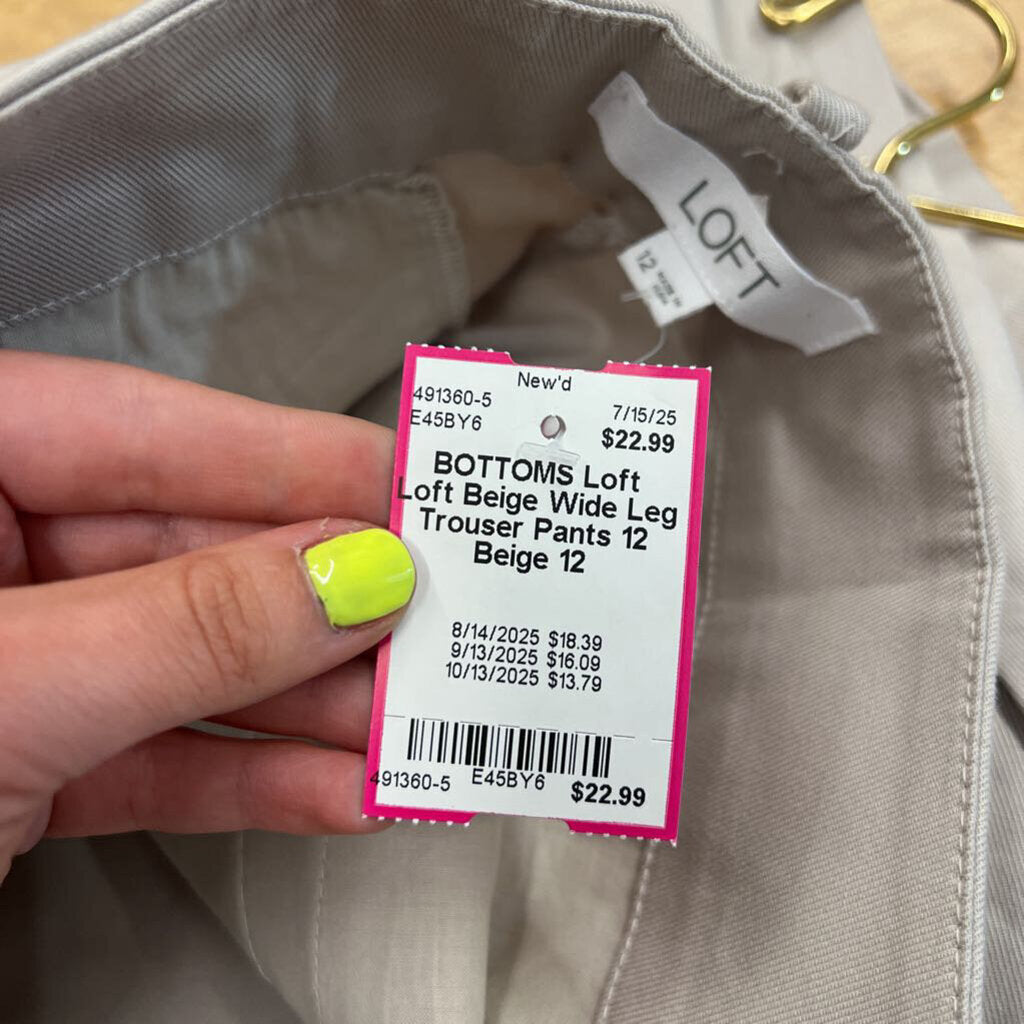 LOFT
12
New'd
491360-5
7/15/25
E45BY6
$22.99
BOTTOMS Loft
Loft Beige Wide Leg
Trouser Pants 12
Beige 12
8/14/2025 $18.39
9/13/2025 $16.09
10/13/2025 $13.79
491360-5 E45BY6 $22.99